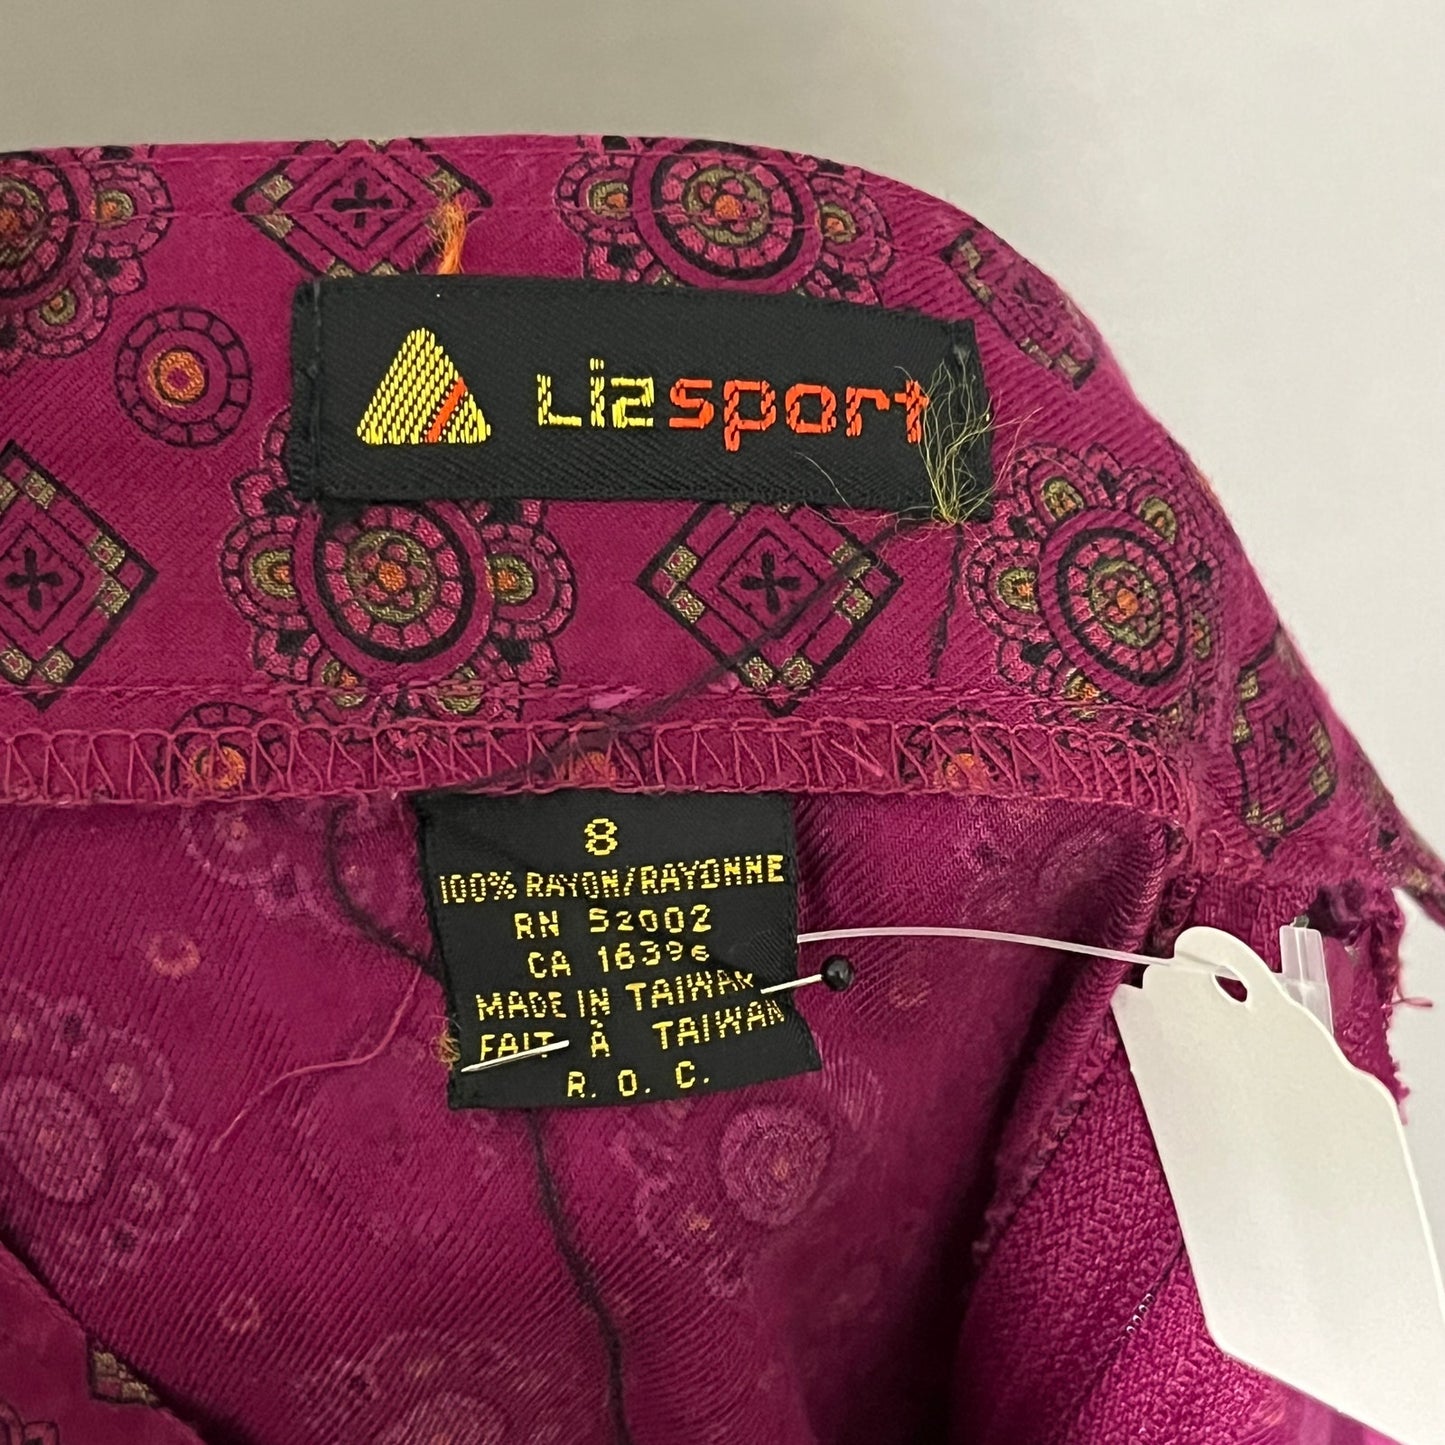 Lizsport
8
100% RAYON/RAYONNE
RN 52002
CA 16396
MADE IN TAIWAN
FAIT À TAIWAN
R. O. C.